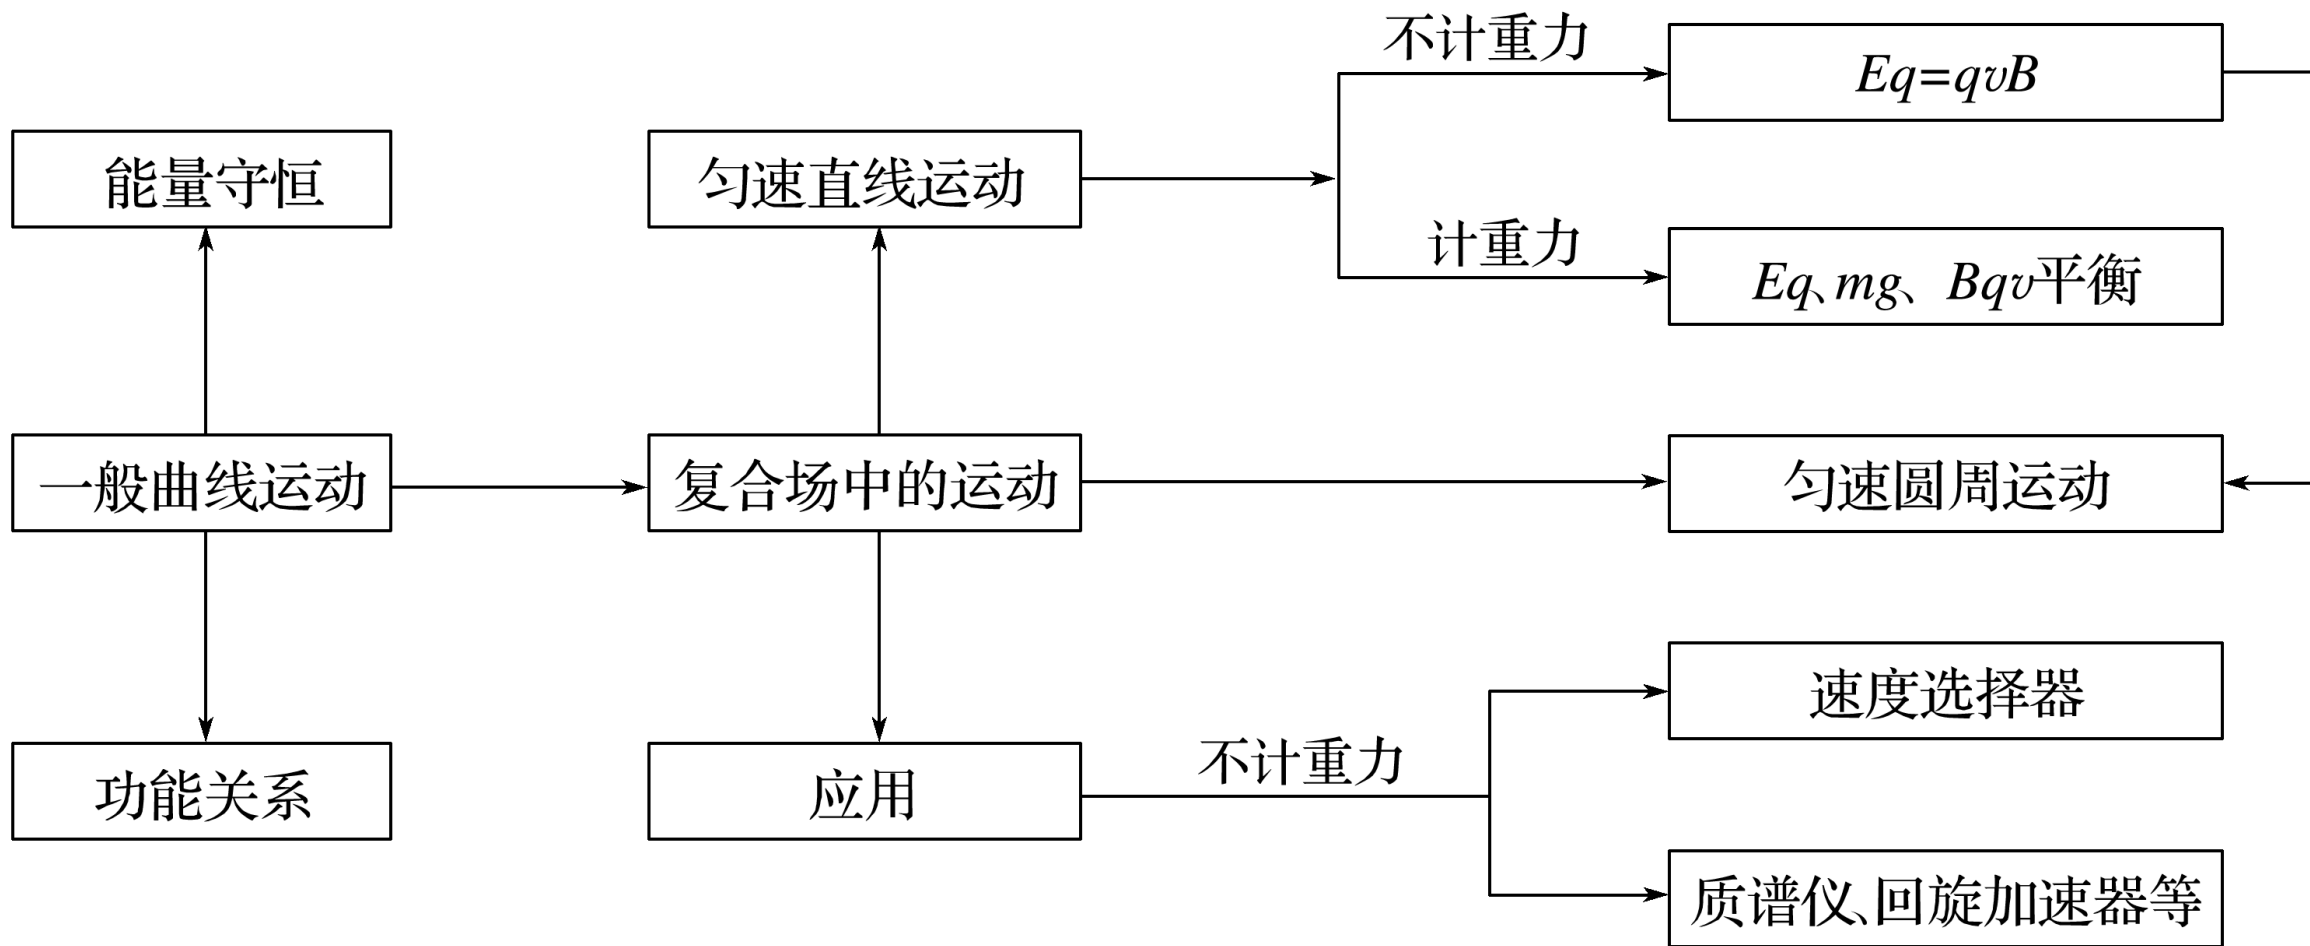 不计重力
Eq=qvB
能量守恒
匀速直线运动
计重力
Eq、mg、Bqv平衡
一般曲线运动
复合场中的运动
匀速圆周运动
速度选择器
功能关系
应用
不计重力
质谱仪、回旋加速器等